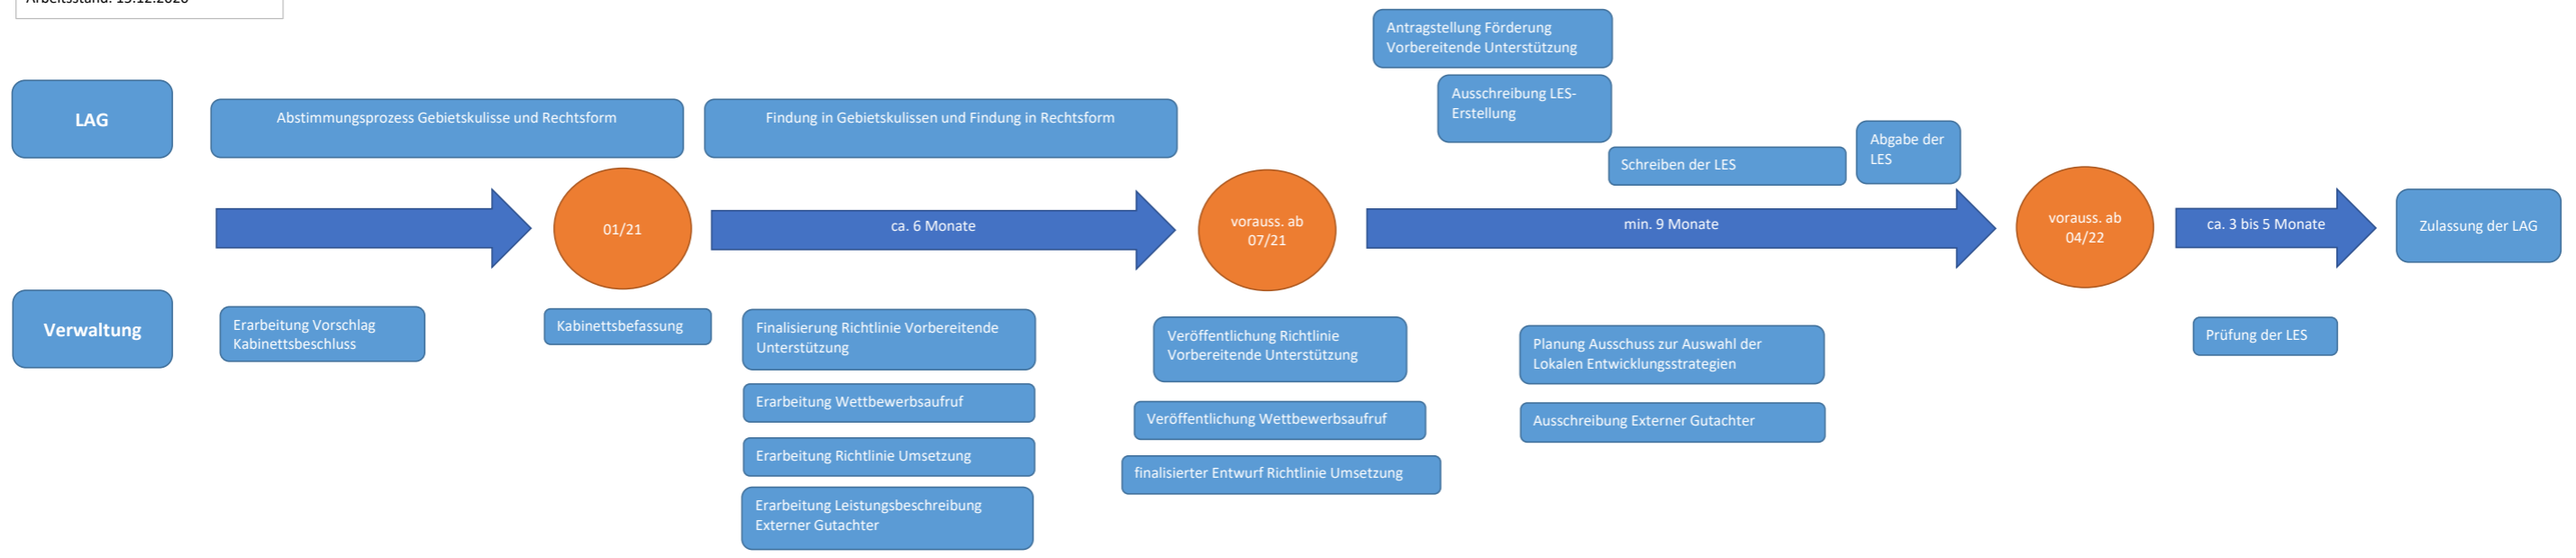 Antragstellung Förderung
Vorbereitende Unterstützung
Ausschreibung LES-
Erstellung
LAG
Abstimmungsprozess Gebietskulisse und Rechtsform
Findung in Gebietskulissen und Findung in Rechtsform
Schreiben der LES
Abgabe der
LES
01/21
ca. 6 Monate
vorauss. ab
07/21
min. 9 Monate
vorauss. ab
04/22
ca. 3 bis 5 Monate
Zulassung der LAG
Verwaltung
Erarbeitung Vorschlag
Kabinettsbeschluss
Kabinettsbefassung
Finalisierung Richtlinie Vorbereitende
Unterstützung
Erarbeitung Wettbewerbsaufruf
Erarbeitung Richtlinie Umsetzung
Erarbeitung Leistungsbeschreibung
Externer Gutachter
Veröffentlichung Richtlinie
Vorbereitende Unterstützung
Veröffentlichung Wettbewerbsaufruf
finalisierter Entwurf Richtlinie Umsetzung
Planung Ausschuss zur Auswahl der
Lokalen Entwicklungsstrategien
Ausschreibung Externer Gutachter
Prüfung der LES